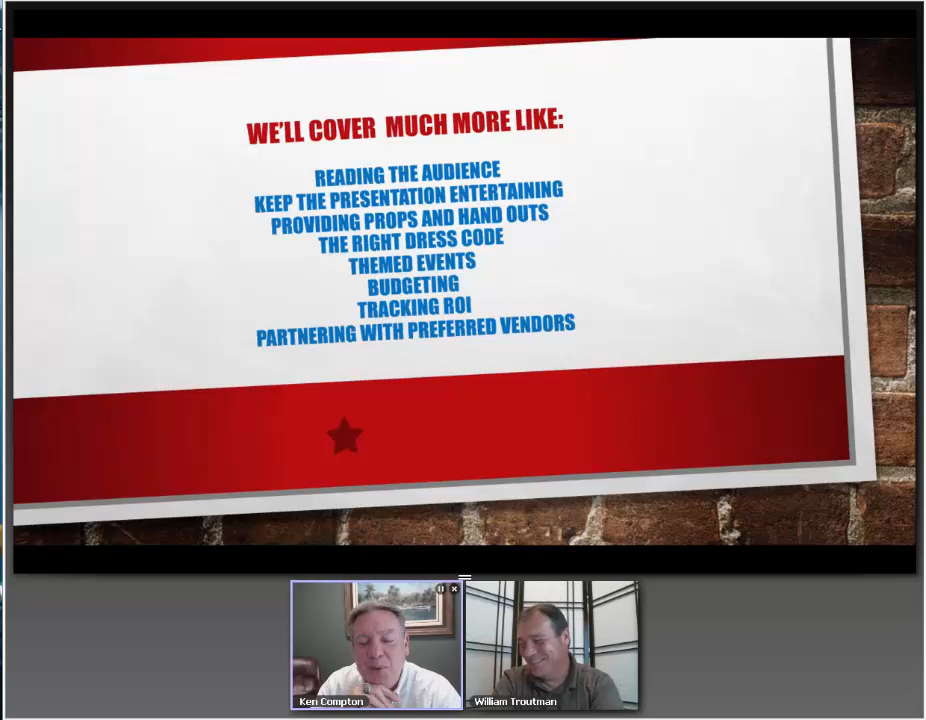 WE'LL COVER MUCH MORE LIKE:
READING THE AUDIENCE
KEEP THE PRESENTATION ENTERTAINING
PROVIDING PROPS AND HAND OUTS
THE RIGHT DRESS CODE
THEMED EVENTS
BUDGETING
TRACKING ROI
PARTNERING WITH PREFERRED VENDORS
Ken Compton
William Troutman